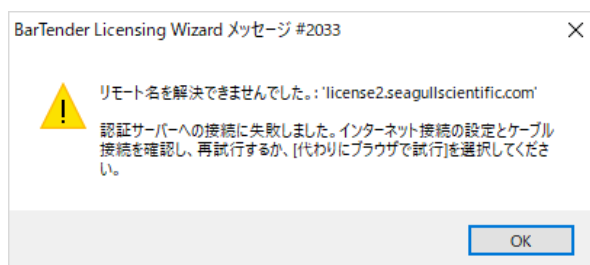 BarTender Licensing Wizard メッセージ #2033
リモート名を解決できませんでした。: 'license2.seagullscientific.com'
認証サーバーへの接続に失敗しました。インターネット接続の設定とケーブル
接続を確認し、再試行するか、[代わりにブラウザで試行]を選択してくださ
い。
OK